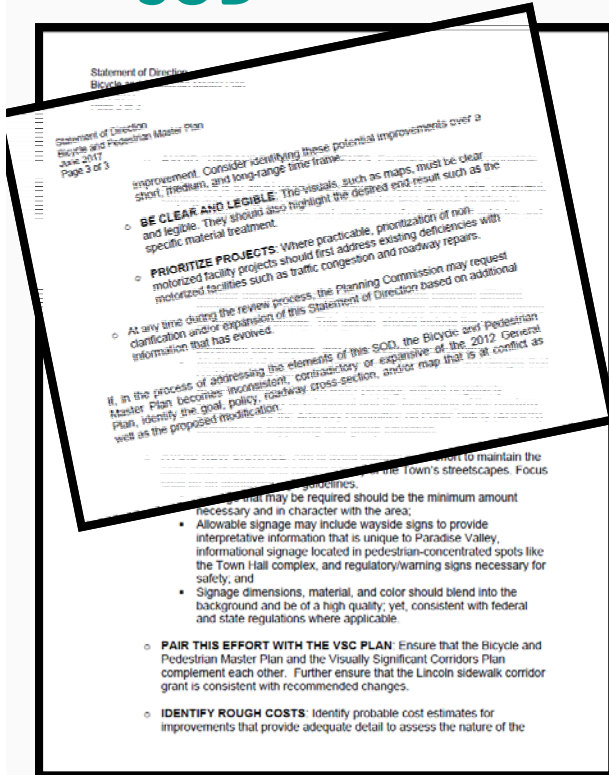 SOD
Statement of Direction
Bicycle
Statement of Direction
Bicycle and Pedestrian Master Plan
June 2017
Page 3 of 3
improvement. Consider identifying these potential improvements over a
short, medium, and long-range time frame.
○ BE CLEAR AND LEGIBLE: The visuals, such as maps, must be clear
and legible. They should also highlight the desired end result such as the
specific material treatment.
○ PRIORITIZE PROJECTS: Where practicable, prioritization of non-
motorized facility projects should first address existing deficiencies with
motorized facilities such as traffic congestion and roadway repairs.
○ At any time during the review process, the Planning Commission may request
clarification and/or expansion of this Statement of Direction based on additional
information that has evolved.
If, in the process of addressing the elements of this SOD, the Bicycle and Pedestrian
Master Plan becomes inconsistent, contradictory or expansive of the 2012 General
Plan, identify the goal, policy, roadway cross-section, and/or map that is at conflict as
well as the proposed modification.
to maintain the
the Town's streetscapes. Focus
guidelines.
that may be required should be the minimum amount
necessary and in character with the area;
▪ Allowable signage may include wayside signs to provide
interpretative information that is unique to Paradise Valley,
informational signage located in pedestrian-concentrated spots like
the Town Hall complex, and regulatory/warning signs necessary for
safety; and
▪ Signage dimensions, material, and color should blend into the
background and be of a high quality; yet, consistent with federal
and state regulations where applicable.
○ PAIR THIS EFFORT WITH THE VSC PLAN: Ensure that the Bicycle and
Pedestrian Master Plan and the Visually Significant Corridors Plan
complement each other. Further ensure that the Lincoln sidewalk corridor
grant is consistent with recommended changes.
○ IDENTIFY ROUGH COSTS: Identify probable cost estimates for
improvements that provide adequate detail to assess the nature of the